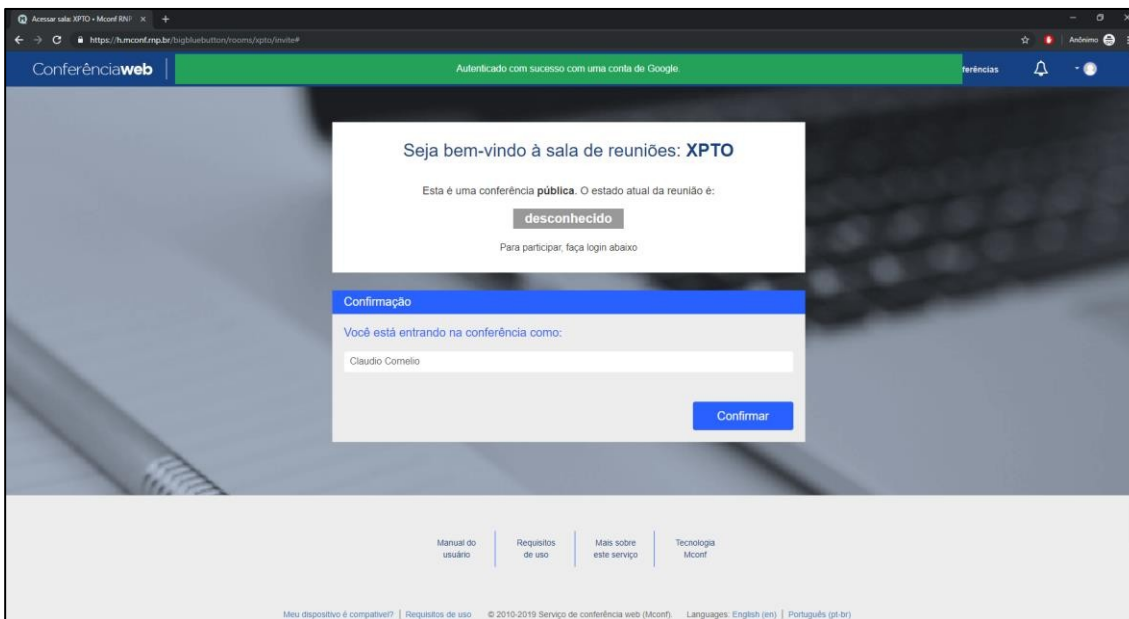 Acessar sala: XPTO • Mconf RNP
https://h.mconf.rnp.br/bigbluebutton/rooms/xpto/invite#
Anônimo
Conferênciaweb
Autenticado com sucesso com uma conta de Google.
ferências
Seja bem-vindo à sala de reuniões: XPTO
Esta é uma conferência pública. O estado atual da reunião é:
desconhecido
Para participar, faça login abaixo
Confirmação
Você está entrando na conferência como:
Claudio Cornelio
Confirmar
Manual do
usuário
Requisitos
de uso
Mais sobre
este serviço
Tecnologia
Mconf
Meu dispositivo é compatível? | Requisitos de uso © 2010-2019 Serviço de conferência web (Mconf). Languages: English (en) | Português (pt-br)